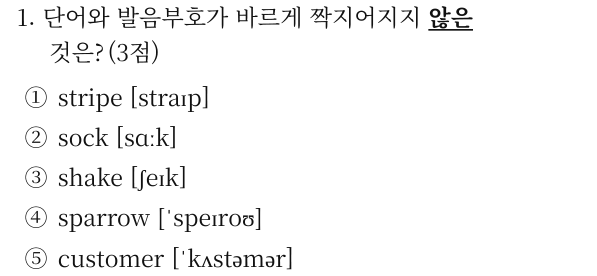 1. 단어와 발음부호가 바르게 짝지어지지 않은
것은? (3점)
① stripe [straɪp]
② sock [sɑːk]
③ shake [ʃeɪk]
④ sparrow [ˈspeɪroʊ]
⑤ customer [ˈkʌstəmər]